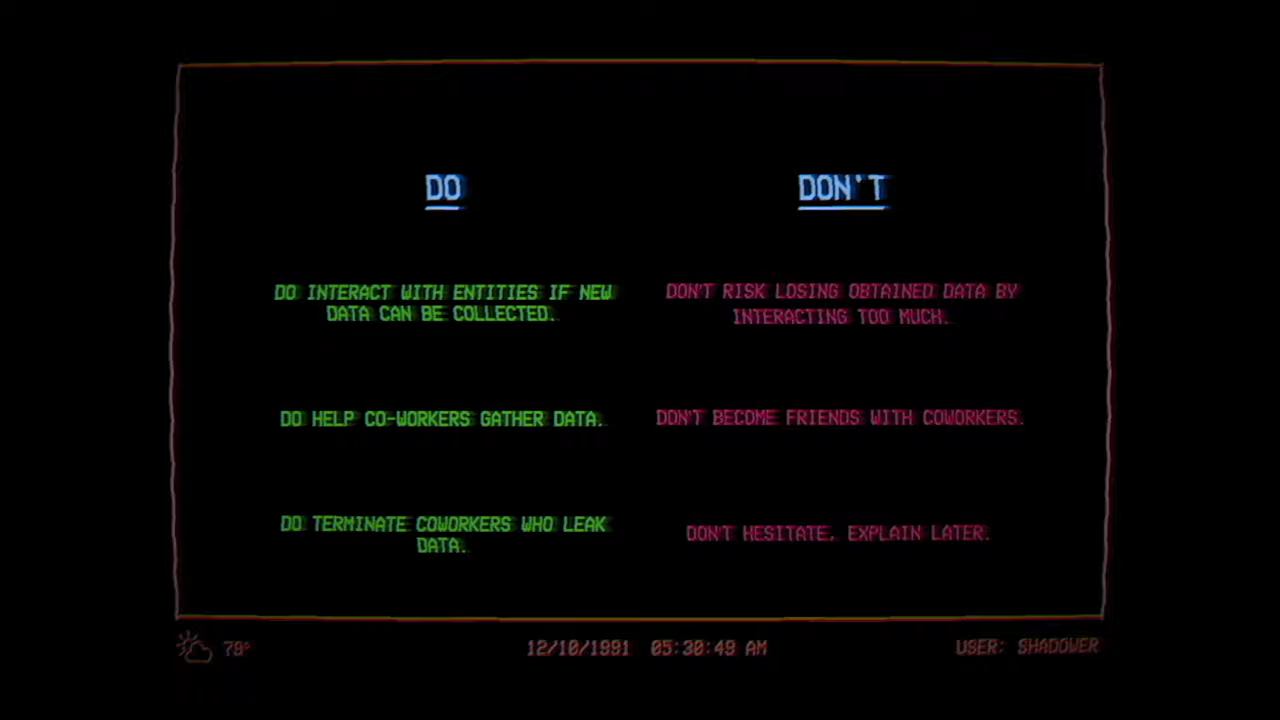 DO
DON'T
DO INTERACT WITH ENTITIES IF NEW
DATA CAN BE COLLECTED.
DON'T RISK LOSING OBTAINED DATA BY
INTERACTING TOO MUCH.
DO HELP CO-WORKERS GATHER DATA.
DON'T BECOME FRIENDS WITH COWORKERS.
DO TERMINATE COWORKERS WHO LEAK
DATA.
DON'T HESITATE, EXPLAIN LATER.
79°
12/10/1991 05:30:49 AM
USER: SHADOWER